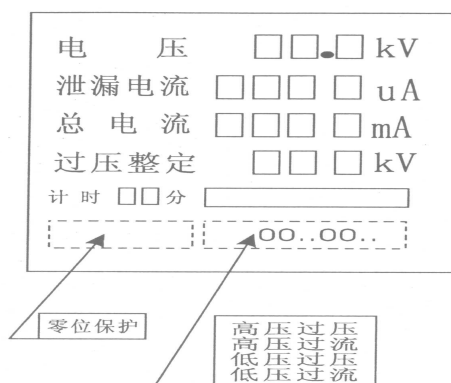 电压 □□.□kV
泄漏电流 □□□□uA
总电流 □□□□mA
过压整定 □□□kV
计时□□分
00..00..
零位保护
高压过压
高压过流
低压过压
低压过流